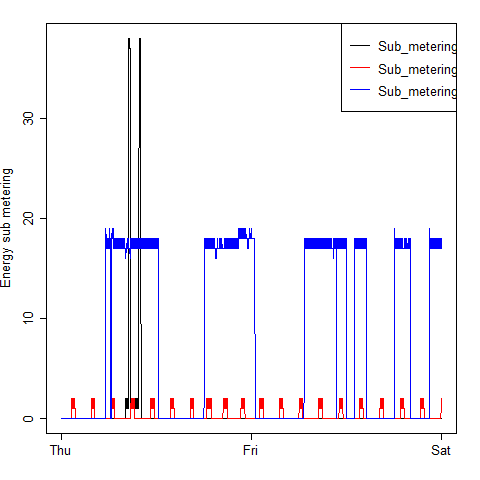 Sub_metering
Sub_metering
Sub_metering
Energy sub metering
30
20
10
0
Thu Fri Sat